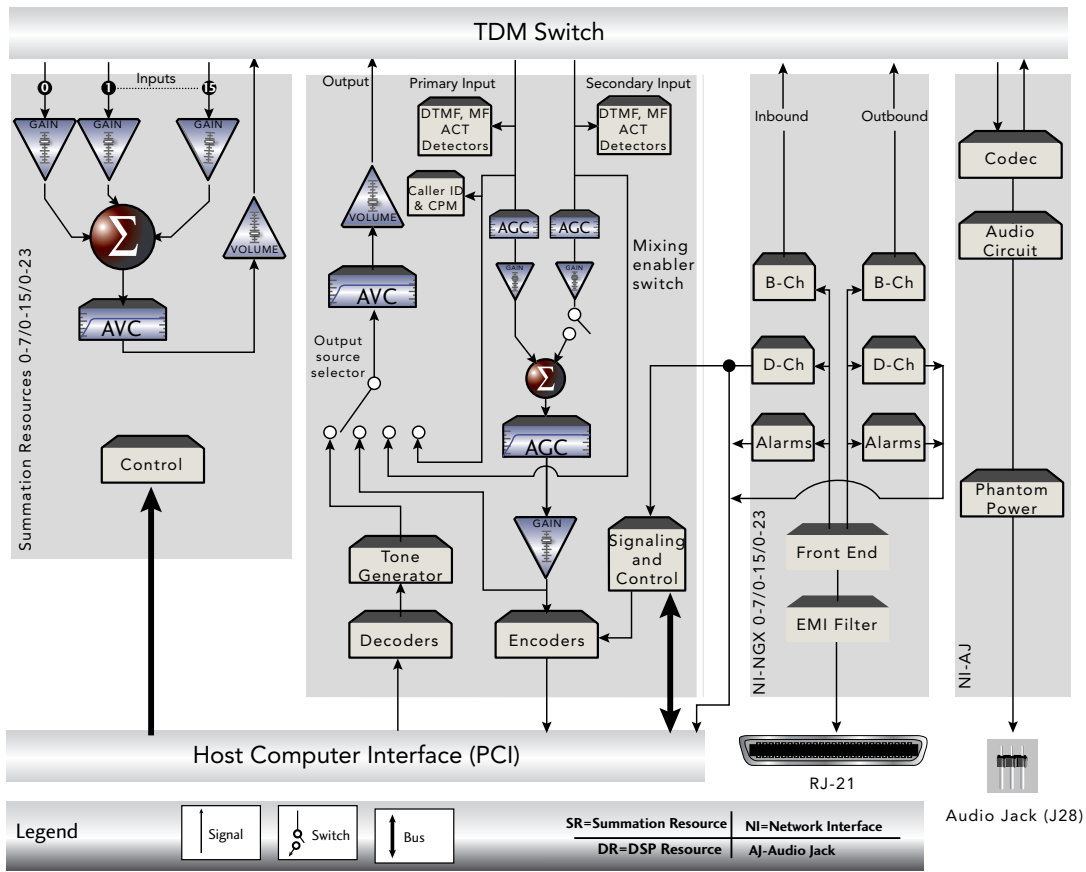 TDM Switch
Inputs
0
1
15
GAIN
GAIN
GAIN
Σ
VOLUME
AVC
Control
Summation Resources 0-7/0-15/0-23
Output
Primary Input
Secondary Input
DTMF, MF
ACT
Detectors
DTMF, MF
ACT
Detectors
Caller ID
& CPM
VOLUME
AGC
AGC
GAIN
GAIN
Mixing
enabler
switch
AVC
Output
source
selector
Σ
AGC
GAIN
Tone
Generator
Signaling
and
Control
Decoders
Encoders
Inbound
Outbound
B-Ch
B-Ch
D-Ch
D-Ch
Alarms
Alarms
Front End
EMI Filter
NI-NGX 0-7/0-15/0-23
Codec
Audio
Circuit
Phantom
Power
NI-AJ
Host Computer Interface (PCI)
RJ-21
Audio Jack (J28)
Legend
Signal
Switch
Bus
SR=Summation Resource
NI=Network Interface
DR=DSP Resource
AJ-Audio Jack